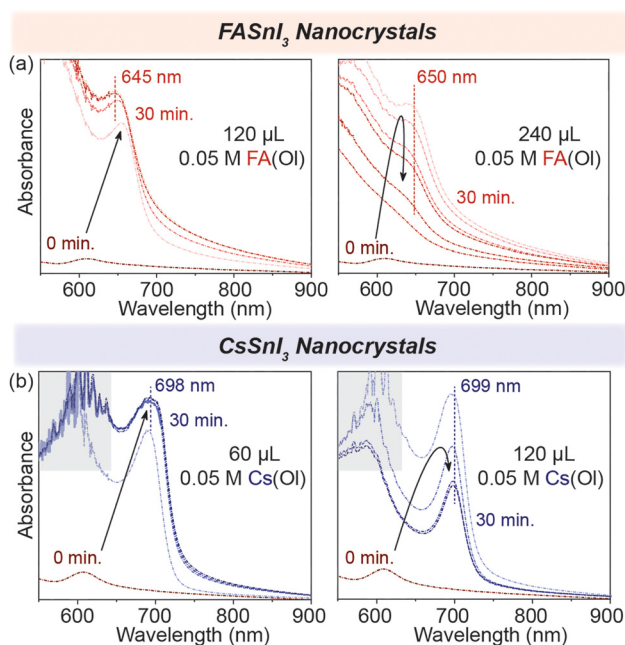 FASnI₃ Nanocrystals
(a)
645 nm
30 min.
120 µL
0.05 M FA(Ol)
0 min.
Absorbance
600 700 800 900
Wavelength (nm)
650 nm
240 µL
0.05 M FA(Ol)
30 min.
0 min.
600 700 800 900
Wavelength (nm)
CsSnI₃ Nanocrystals
(b)
698 nm
30 min.
60 µL
0.05 M Cs(Ol)
0 min.
Absorbance
600 700 800 900
Wavelength (nm)
699 nm
120 µL
0.05 M Cs(Ol)
30 min.
0 min.
600 700 800 900
Wavelength (nm)